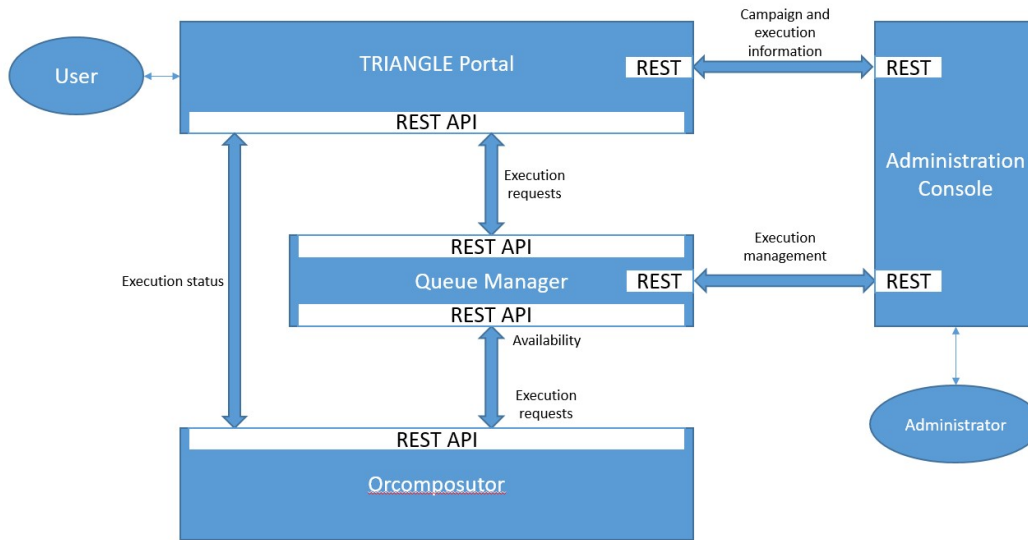 Campaign and
execution
information
User
TRIANGLE Portal
REST
REST
REST API
Execution
requests
Administration
Console
REST API
Execution
management
Execution status
Queue Manager
REST
REST
REST API
Availability
Execution
requests
Administrator
REST API
Orcomposutor